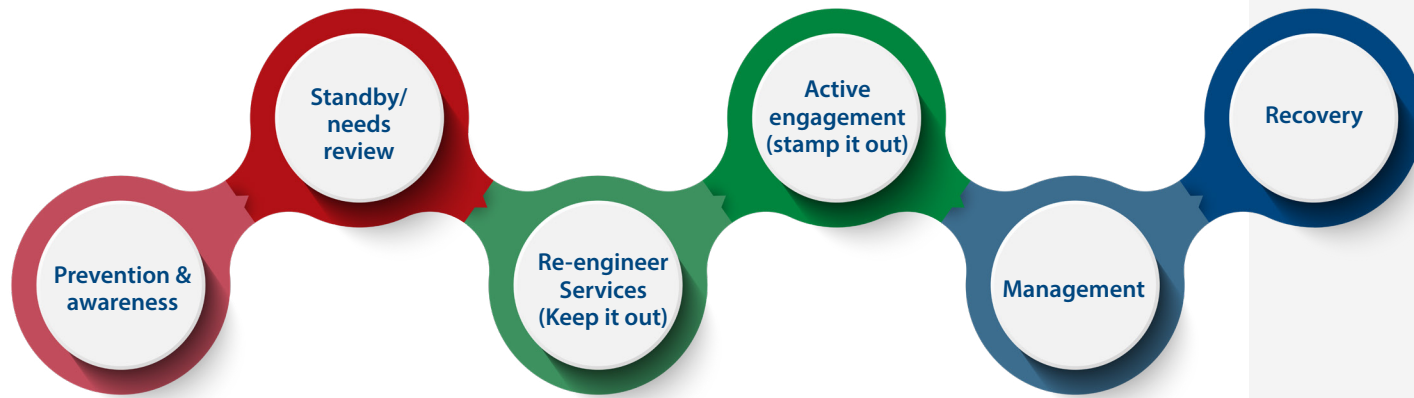 Prevention &
awareness
Standby/
needs
review
Re-engineer
Services
(Keep it out)
Active
engagement
(stamp it out)
Management
Recovery